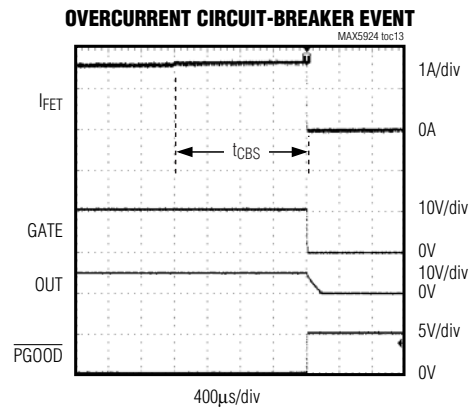 OVERCURRENT CIRCUIT-BREAKER EVENT
MAX5924 toc13
1A/div
IFET
0A
tCBS
10V/div
GATE
0V
10V/div
OUT
0V
5V/div
PGOOD
0V
400µs/div